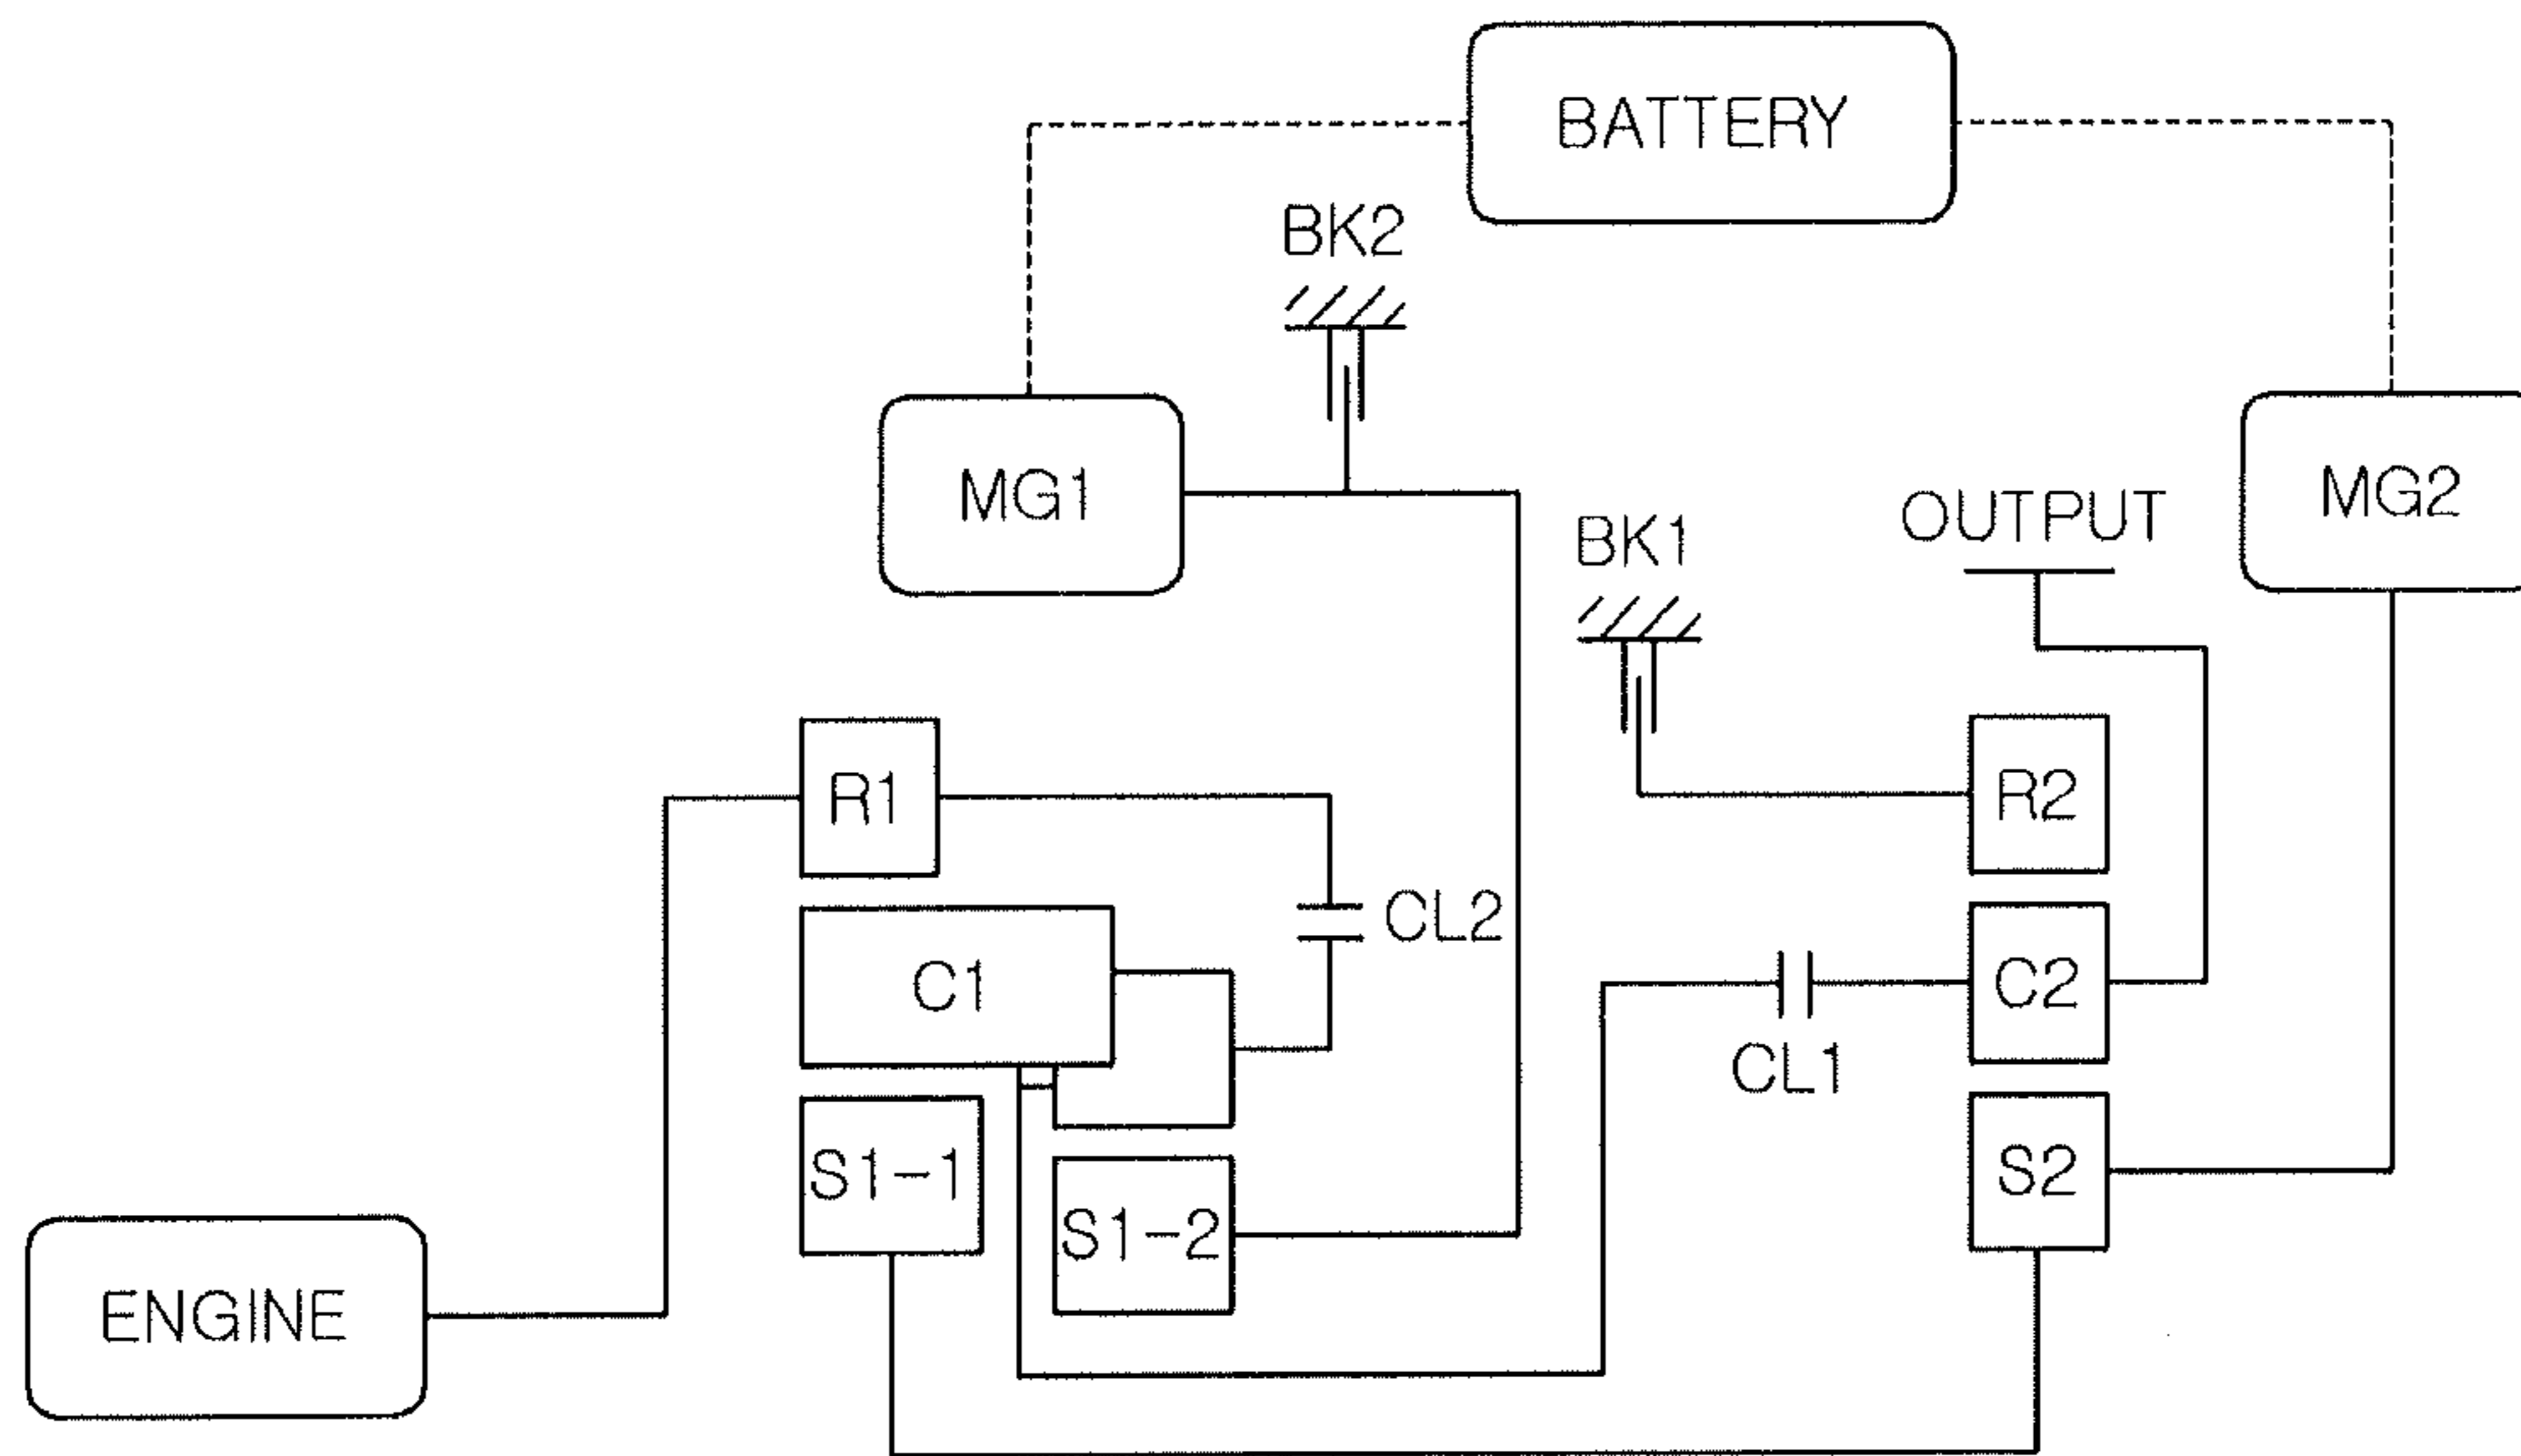 BATTERY
BK2
MG1
MG2
OUTPUT
BK1
R1
R2
CL2
C1
C2
CL1
S1-1
S2
S1-2
ENGINE